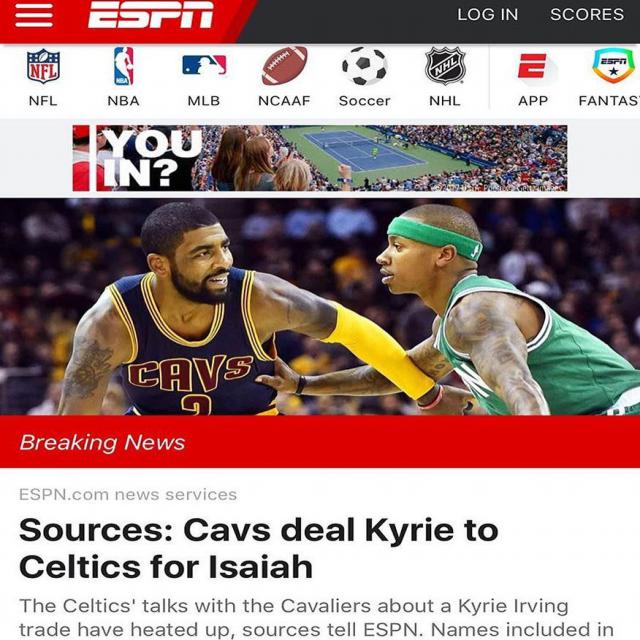 ESPN
LOG IN SCORES
NFL NBA MLB NCAAF Soccer NHL APP FANTAS
YOU
IN?
CAVS
2
Breaking News
ESPN.com news services
Sources: Cavs deal Kyrie to
Celtics for Isaiah
The Celtics' talks with the Cavaliers about a Kyrie Irving
trade have heated up, sources tell ESPN. Names included in